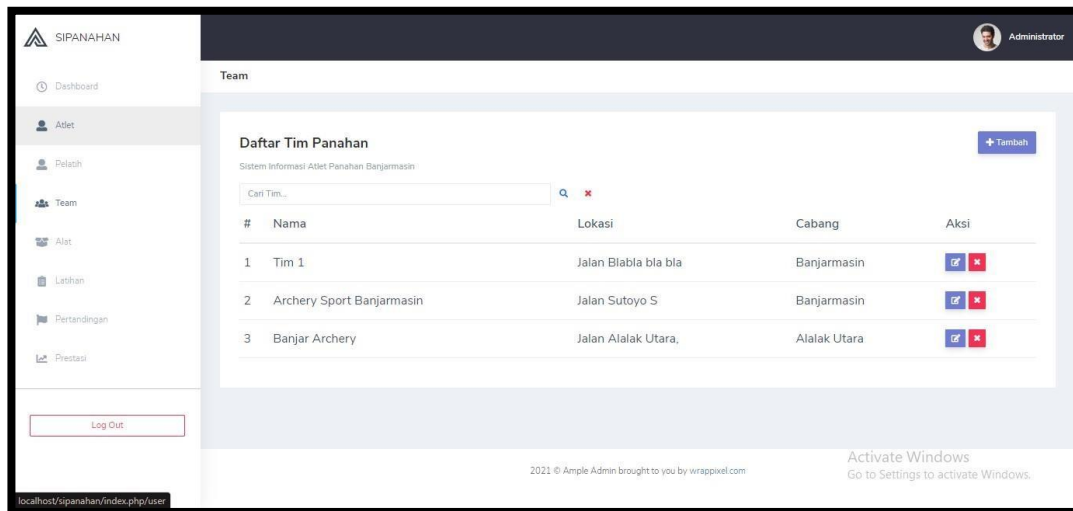 SIPANAHAN
Administrator
Dashboard
Atlet
Pelatih
Team
Alat
Latihan
Pertandingan
Prestasi
Log Out
Team
Daftar Tim Panahan
+ Tambah
Sistem Informasi Atlet Panahan Banjarmasin
Cari Tim...
# Nama Lokasi Cabang Aksi
1 Tim 1 Jalan Blabla bla bla Banjarmasin
2 Archery Sport Banjarmasin Jalan Sutoyo S Banjarmasin
3 Banjar Archery Jalan Alalak Utara, Alalak Utara
2021 © Ample Admin brought to you by wrappixel.com
Activate Windows
Go to Settings to activate Windows.
localhost/sipanahan/index.php/user